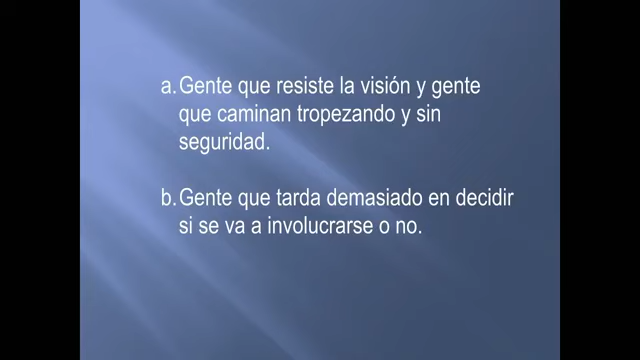 a. Gente que resiste la visión y gente
que caminan tropezando y sin
seguridad.
b. Gente que tarda demasiado en decidir
si se va a involucrarse o no.